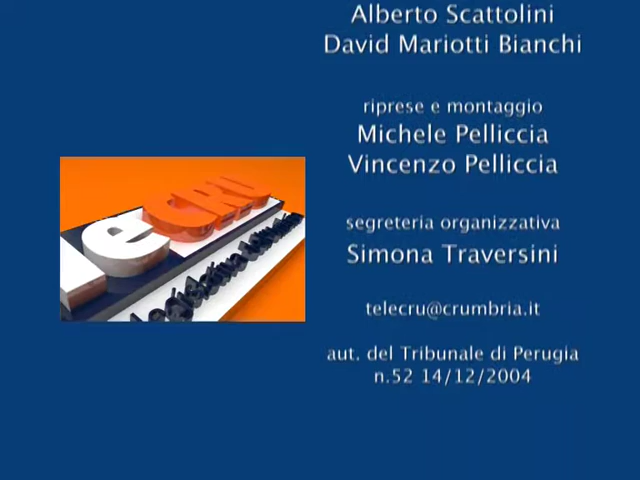 Alberto Scattolini
David Mariotti Bianchi
riprese e montaggio
Michele Pelliccia
Vincenzo Pelliccia
segreteria organizzativa
Simona Traversini
telecru@crumbria.it
aut. del Tribunale di Perugia
n.52 14/12/2004
leCRU